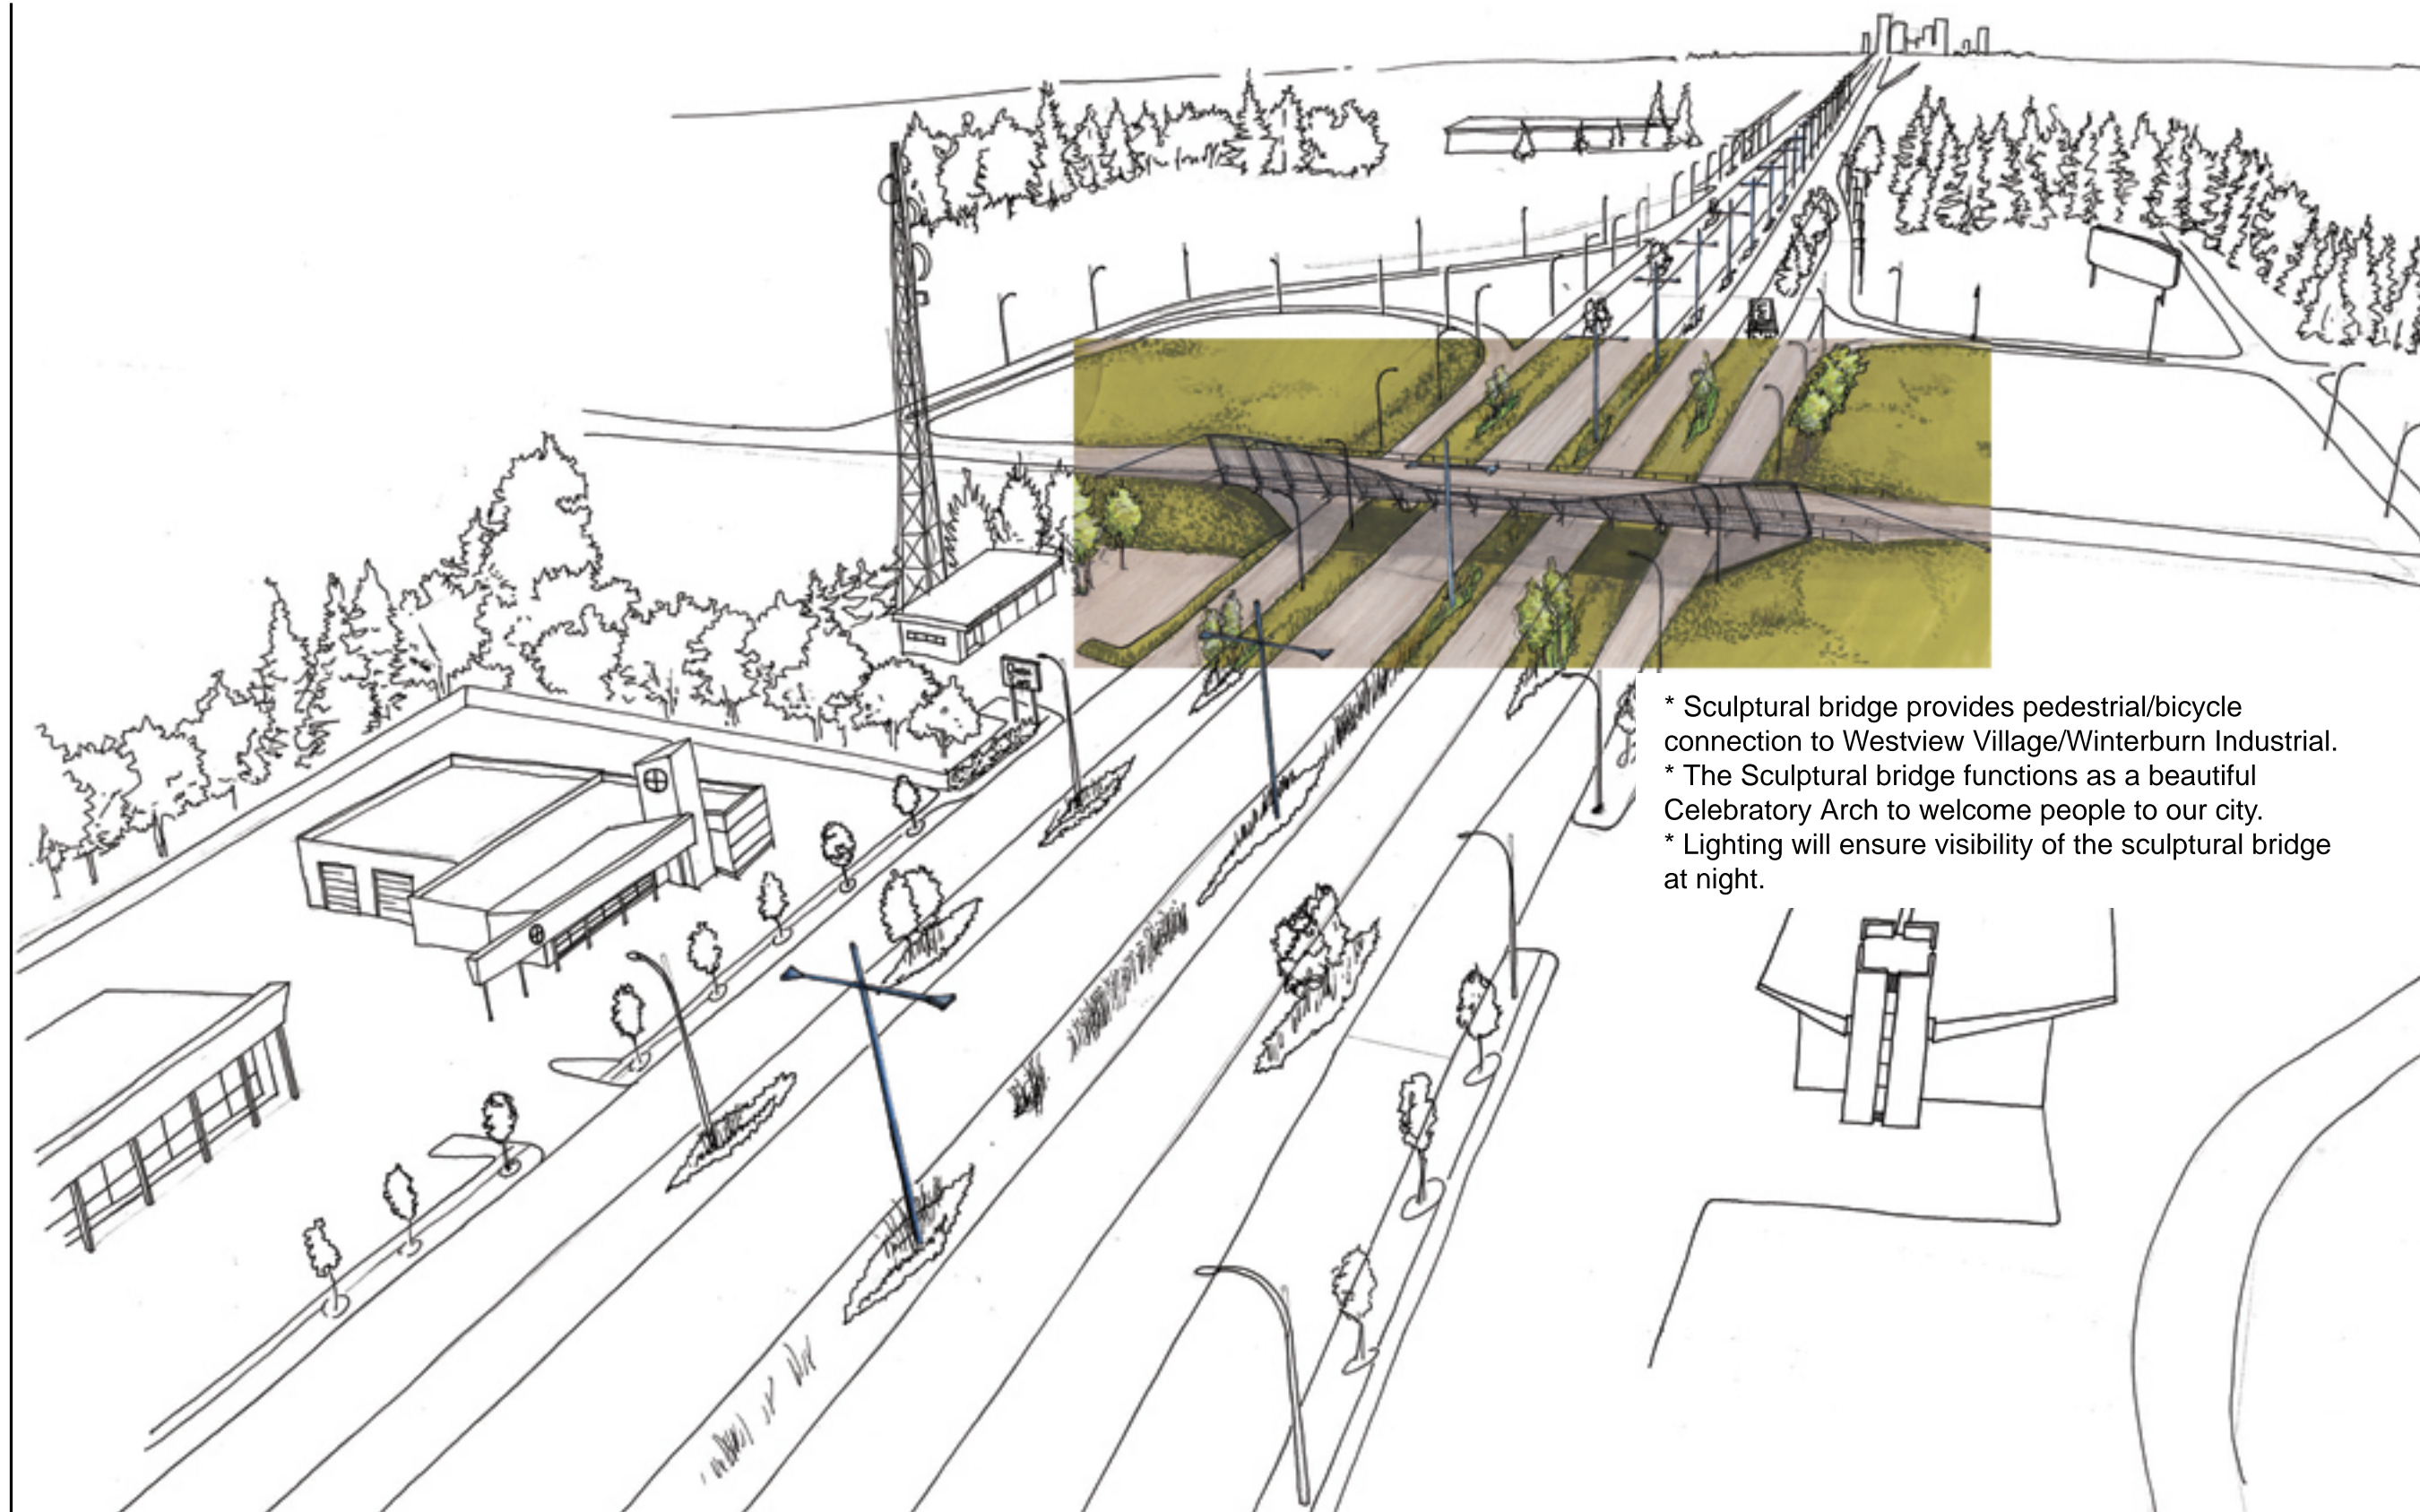 * Sculptural bridge provides pedestrial/bicycle
connection to Westview Village/Winterburn Industrial.
* The Sculptural bridge functions as a beautiful
Celebratory Arch to welcome people to our city.
* Lighting will ensure visibility of the sculptural bridge
at night.